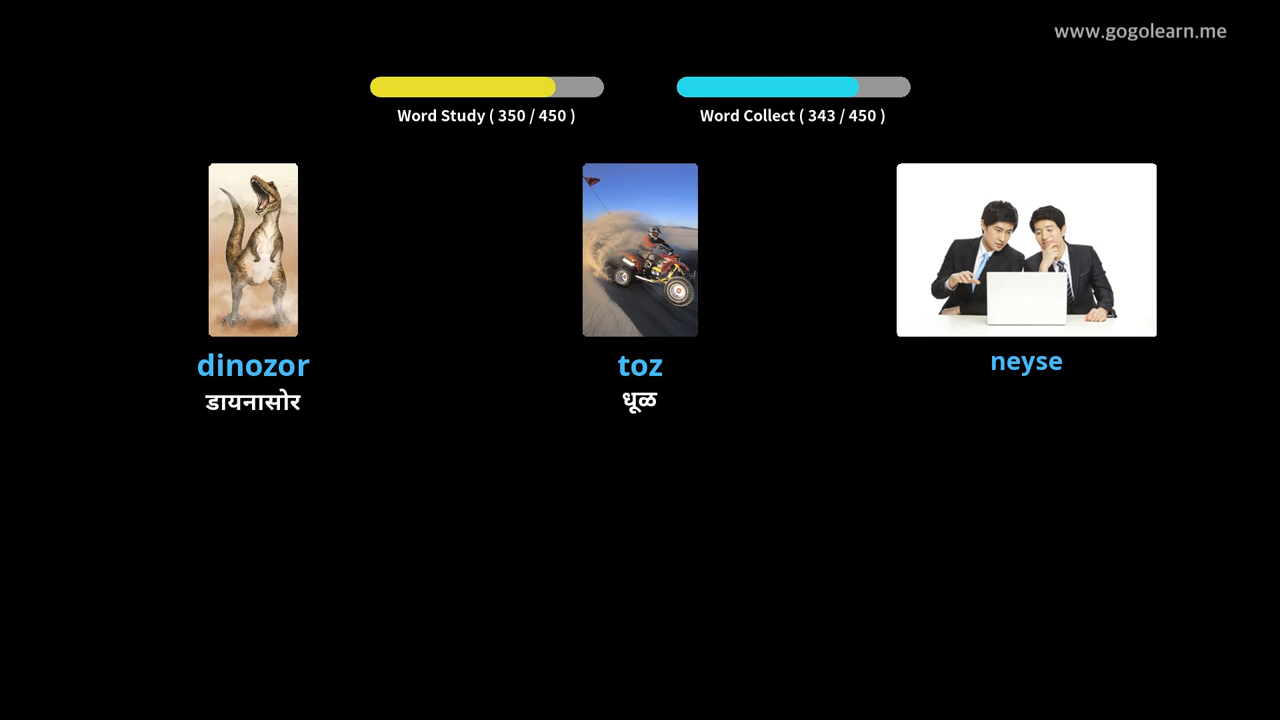 www.gogolearn.me
Word Study ( 350 / 450 )
Word Collect ( 343 / 450 )
dinozor
डायनासोर
toz
धूळ
neyse